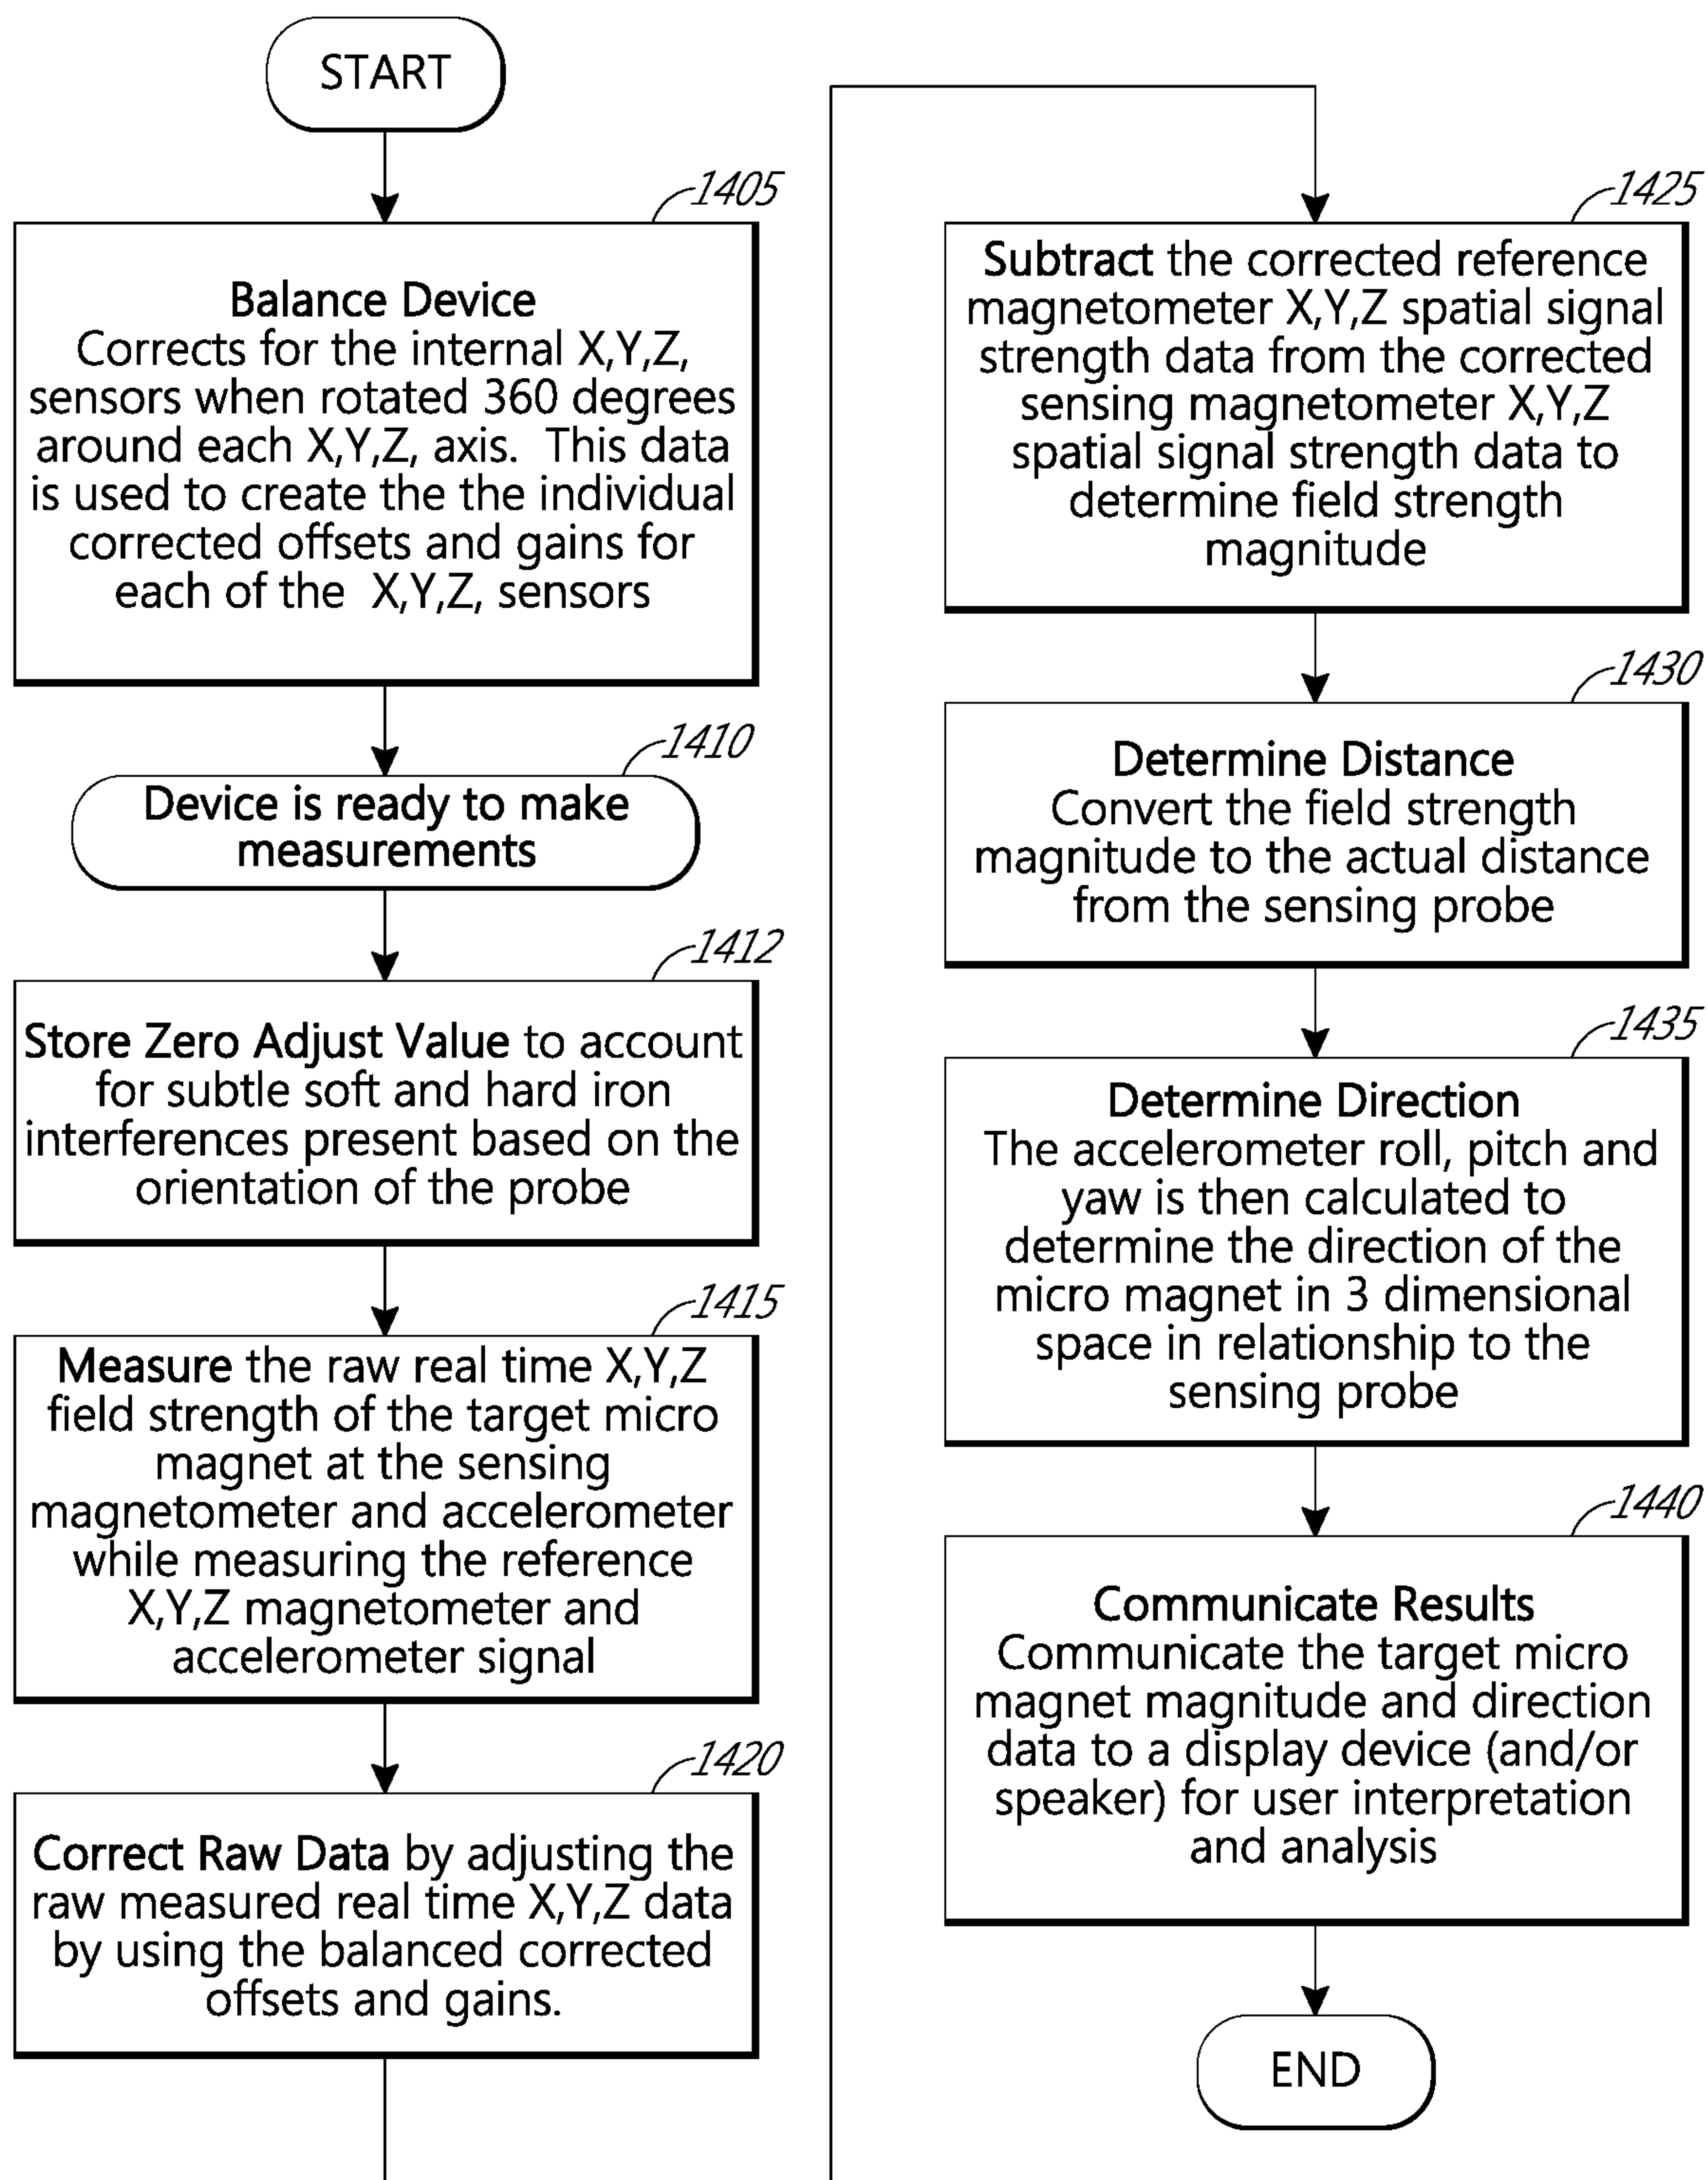 START
1405
Balance Device
Corrects for the internal X,Y,Z,
sensors when rotated 360 degrees
around each X,Y,Z, axis. This data
is used to create the the individual
corrected offsets and gains for
each of the X,Y,Z, sensors
1410
Device is ready to make
measurements
1412
Store Zero Adjust Value to account
for subtle soft and hard iron
interferences present based on the
orientation of the probe
1415
Measure the raw real time X,Y,Z
field strength of the target micro
magnet at the sensing
magnetometer and accelerometer
while measuring the reference
X,Y,Z magnetometer and
accelerometer signal
1420
Correct Raw Data by adjusting the
raw measured real time X,Y,Z data
by using the balanced corrected
offsets and gains.
1425
Subtract the corrected reference
magnetometer X,Y,Z spatial signal
strength data from the corrected
sensing magnetometer X,Y,Z
spatial signal strength data to
determine field strength
magnitude
1430
Determine Distance
Convert the field strength
magnitude to the actual distance
from the sensing probe
1435
Determine Direction
The accelerometer roll, pitch and
yaw is then calculated to
determine the direction of the
micro magnet in 3 dimensional
space in relationship to the
sensing probe
1440
Communicate Results
Communicate the target micro
magnet magnitude and direction
data to a display device (and/or
speaker) for user interpretation
and analysis
END